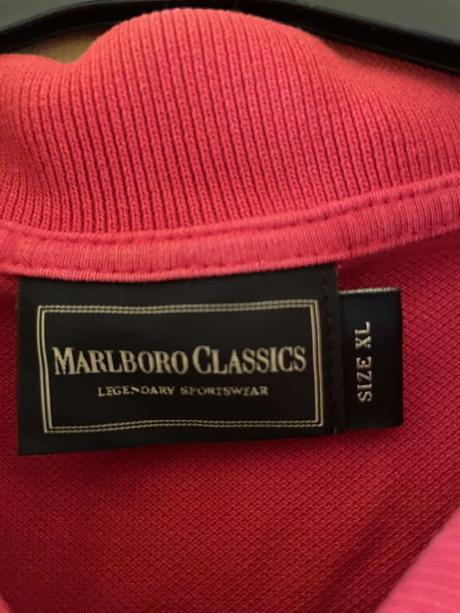 MARLBORO CLASSICS
LEGENDARY SPORTSWEAR
SIZE XL